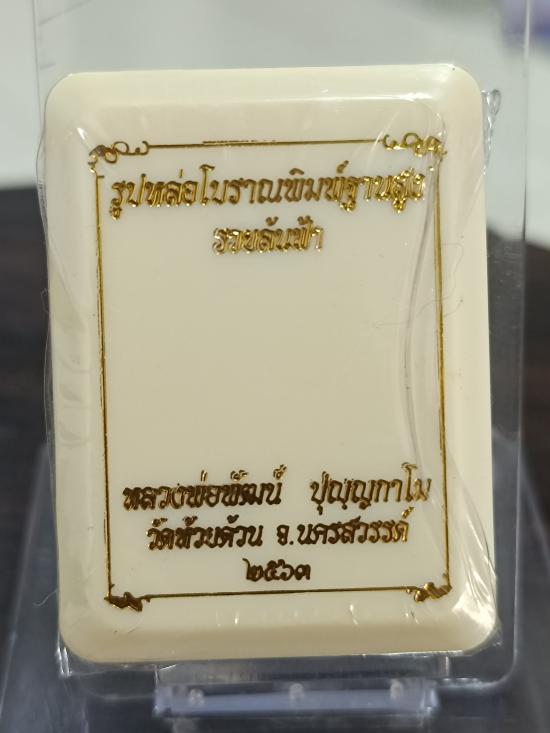 รูปหล่อโบราณพิมพ์ฐานสูง
รวยล้นฟ้า
หลวงพ่อพัฒน์ ปุญฺญกาโม
วัดห้วยด้วน จ.นครสวรรค์
๒๕๖๓